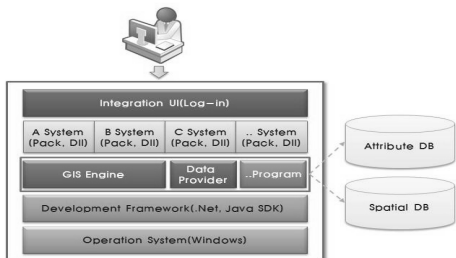 Integration UI(Log-in)
A System
(Pack, Dll)
B System
(Pack, Dll)
C System
(Pack, Dll)
.. System
(Pack, Dll)
GIS Engine
Data
Provider
..Program
Development Framework(.Net, Java SDK)
Operation System(Windows)
Attribute DB
Spatial DB